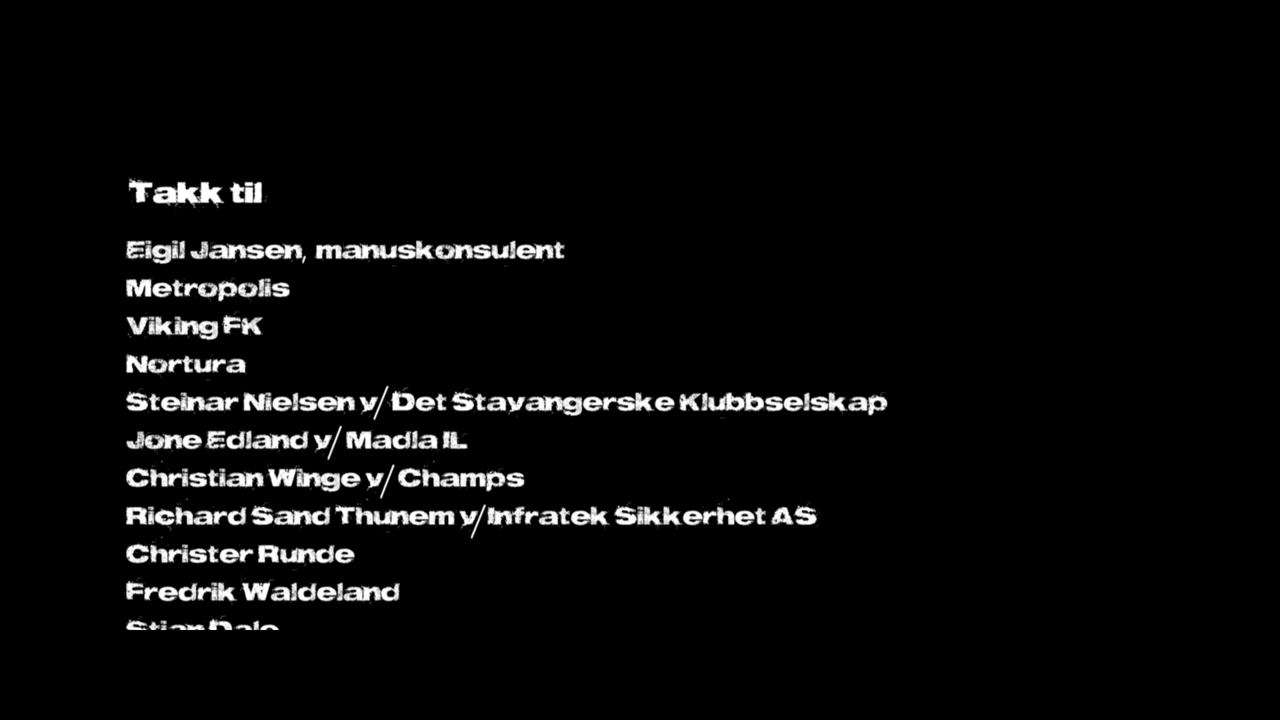 Takk til
Eigil Jansen, manuskonsulent
Metropolis
Viking FK
Nortura
Steinar Nielsen v/ Det Stavangerske Klubbselskap
Jone Edland v/ Madla IL
Christian Winge v/ Champs
Richard Sand Thunem v/Infratek Sikkerhet AS
Christer Runde
Fredrik Waldeland